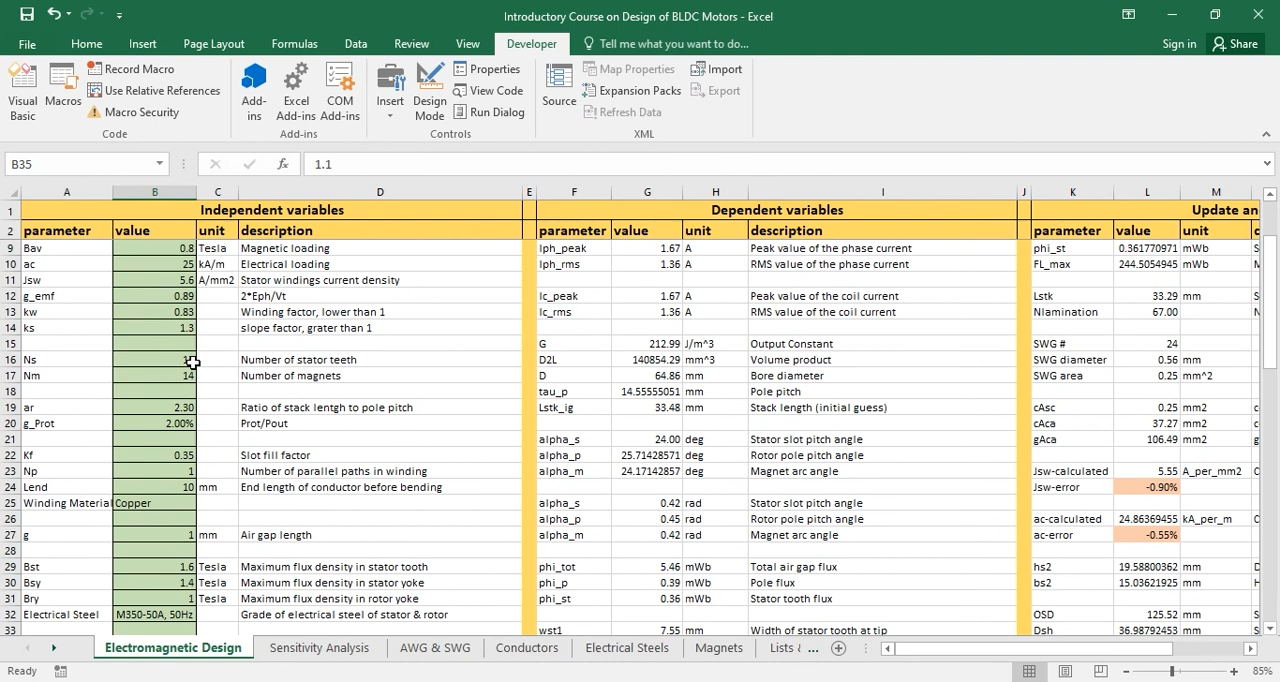 Introductory Course on Design of BLDC Motors - Excel
File Home Insert Page Layout Formulas Data Review View Developer Tell me what you want to do... Sign in Share
Visual Basic Macros Record Macro Use Relative References Macro Security Code
Add-ins Excel Add-ins COM Add-ins Add-ins
Insert Design Mode Properties View Code Run Dialog Controls
Source Map Properties Expansion Packs Refresh Data Import Export XML
B35 fx 1.1
A B C D E F G H I J K L M
1 Independent variables Dependent variables Update an
2 parameter value unit description parameter value unit description parameter value unit
9 Bav 0.8 Tesla Magnetic loading Iph_peak 1.67 A Peak value of the phase current phi_st 0.361770971 mWb
10 ac 25 kA/m Electrical loading Iph_rms 1.36 A RMS value of the phase current FL_max 244.5054945 mWb
11 Jsw 5.6 A/mm2 Stator windings current density
12 g_emf 0.89 2*Eph/Vt Ic_peak 1.67 A Peak value of the coil current Lstk 33.29 mm
13 kw 0.83 Winding factor, lower than 1 Ic_rms 1.36 A RMS value of the coil current Nlamination 67.00
14 ks 1.3 slope factor, grater than 1
15 G 212.99 J/m^3 Output Constant SWG # 24
16 Ns Number of stator teeth D2L 140854.29 mm^3 Volume product SWG diameter 0.56 mm
17 Nm 14 Number of magnets D 64.86 mm Bore diameter SWG area 0.25 mm^2
18 tau_p 14.55555051 mm Pole pitch
19 ar 2.30 Ratio of stack lentgh to pole pitch Lstk_ig 33.48 mm Stack length (initial guess) cAsc 0.25 mm2
20 g_Prot 2.00% Prot/Pout cAca 37.27 mm2
21 alpha_s 24.00 deg Stator slot pitch angle gAca 106.49 mm2
22 Kf 0.35 Slot fill factor alpha_p 25.71428571 deg Rotor pole pitch angle
23 Np 1 Number of parallel paths in winding alpha_m 24.17142857 deg Magnet arc angle Jsw-calculated 5.55 A_per_mm2
24 Lend 10 mm End length of conductor before bending Jsw-error -0.90%
25 Winding Material Copper alpha_s 0.42 rad Stator slot pitch angle
26 alpha_p 0.45 rad Rotor pole pitch angle ac-calculated 24.86369455 kA_per_m
27 g 1 mm Air gap length alpha_m 0.42 rad Magnet arc angle ac-error -0.55%
28
29 Bst 1.6 Tesla Maximum flux density in stator tooth phi_tot 5.46 mWb Total air gap flux hs2 19.58800362 mm
30 Bsy 1.4 Tesla Maximum flux density in stator yoke phi_p 0.39 mWb Pole flux bs2 15.03621925 mm
31 Bry 1 Tesla Maximum flux density in rotor yoke phi_st 0.36 mWb Stator tooth flux
32 Electrical Steel M350-50A, 50Hz Grade of electrical steel of stator & rotor OSD 125.52 mm
33 wst1 7.55 mm Width of stator tooth at tip Dsh 36.98792453 mm
Electromagnetic Design Sensitivity Analysis AWG & SWG Conductors Electrical Steels Magnets Lists & ...
Ready 85%